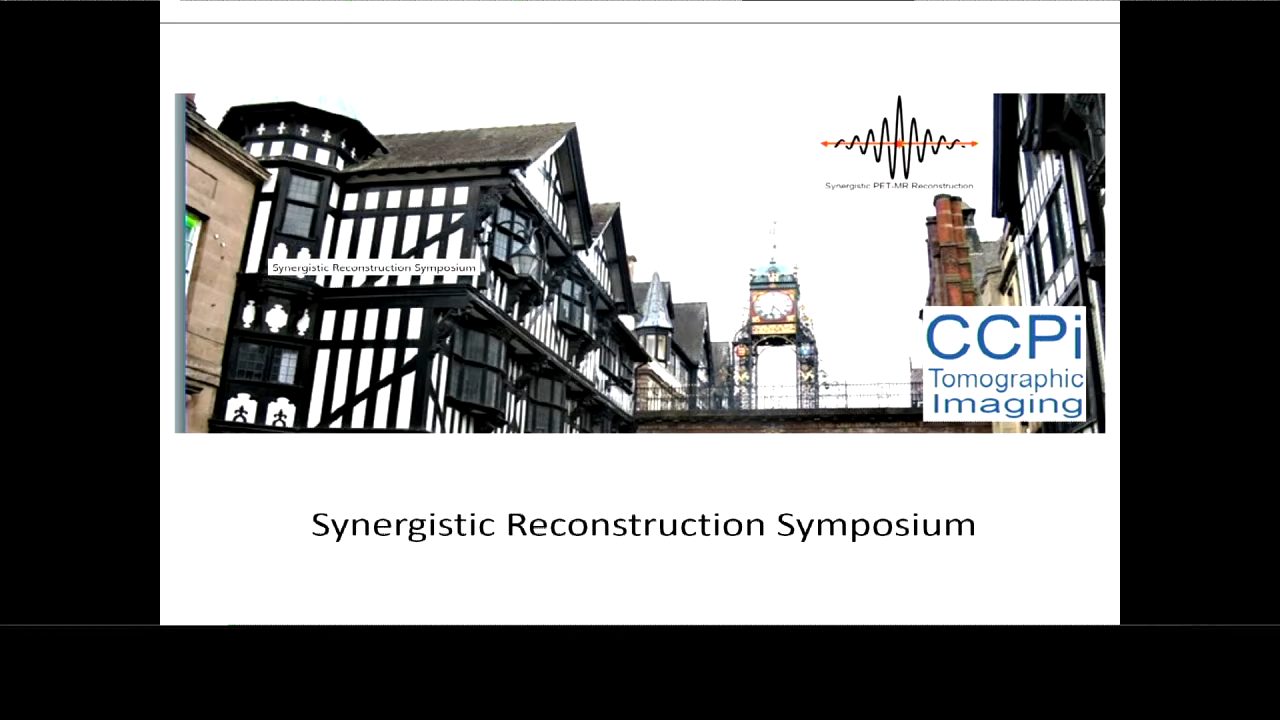 Synergistic PET-MR Reconstruction
Synergistic Reconstruction Symposium
CCPi
Tomographic
Imaging
Synergistic Reconstruction Symposium